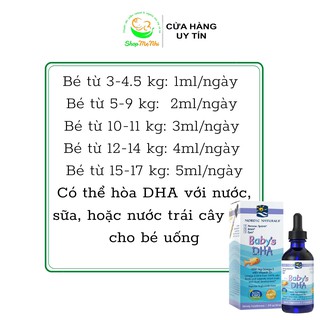 Shop Mẹ Nhi
CỬA HÀNG
UY TÍN
Bé từ 3-4.5 kg: 1ml/ngày
Bé từ 5-9 kg: 2ml/ngày
Bé từ 10-11 kg: 3ml/ngày
Bé từ 12-14 kg: 4ml/ngày
Bé từ 15-17 kg: 5ml/ngày
Có thể hòa DHA với nước,
sữa, hoặc nước trái cây
cho bé uống
NORDIC NATURALS
Baby's
DHA
Baby's
DHA